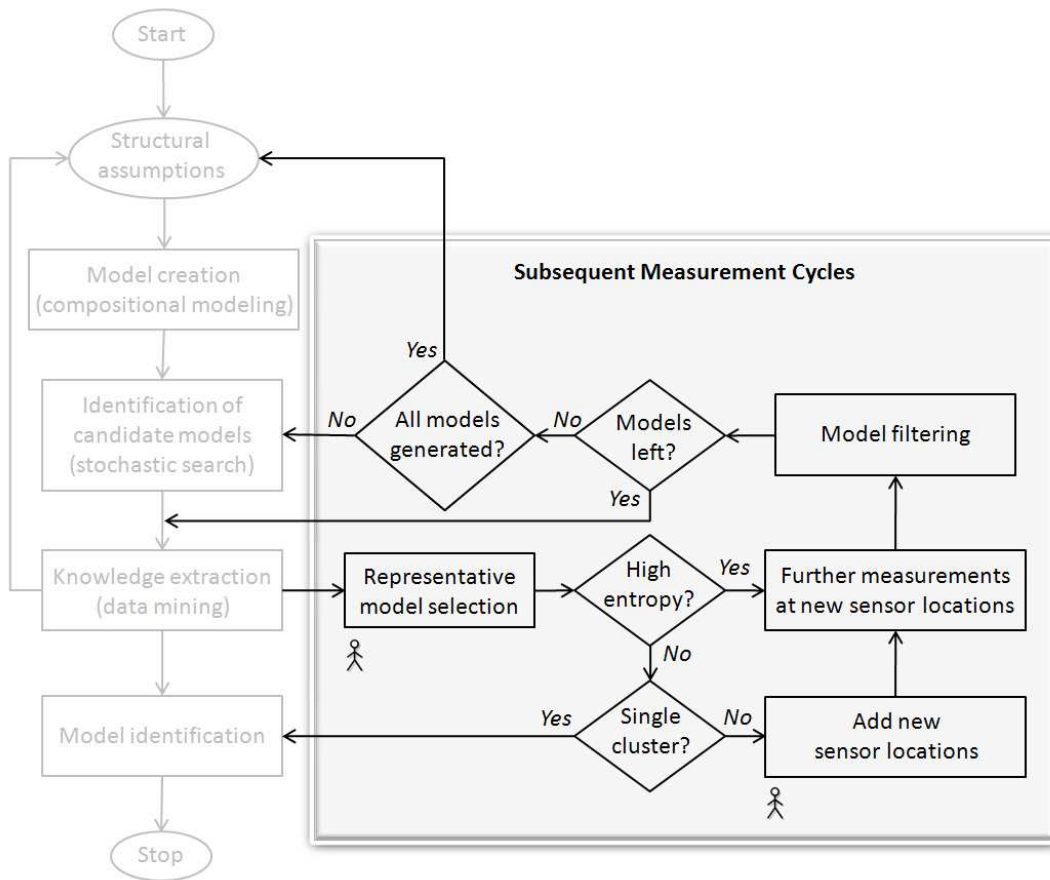 Start
Structural
assumptions
Model creation
(compositional modeling)
Subsequent Measurement Cycles
Yes
Identification of
candidate models
(stochastic search)
No
All models
generated?
No
Models
left?
Model filtering
Yes
Knowledge extraction
(data mining)
Representative
model selection
High
entropy?
Yes
Further measurements
at new sensor locations
No
Model identification
Yes
Single
cluster?
No
Add new
sensor locations
Stop